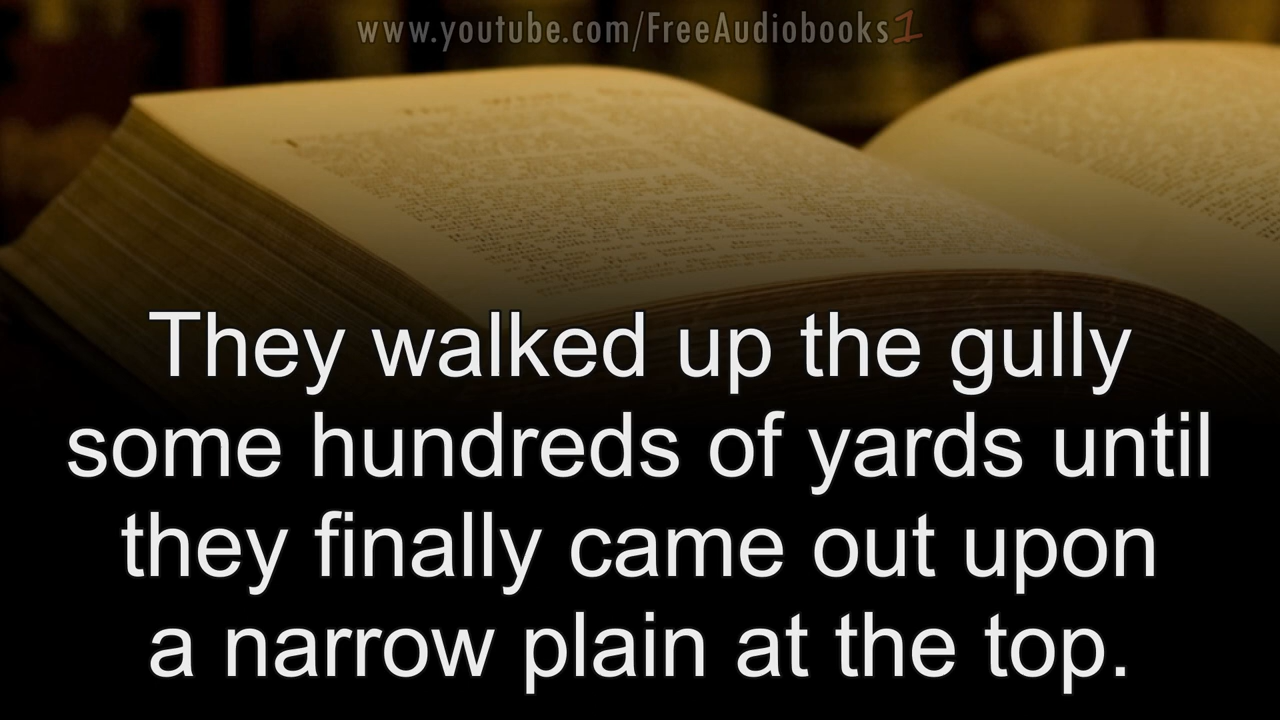 www.youtube.com/FreeAudiobooks1
They walked up the gully
some hundreds of yards until
they finally came out upon
a narrow plain at the top.